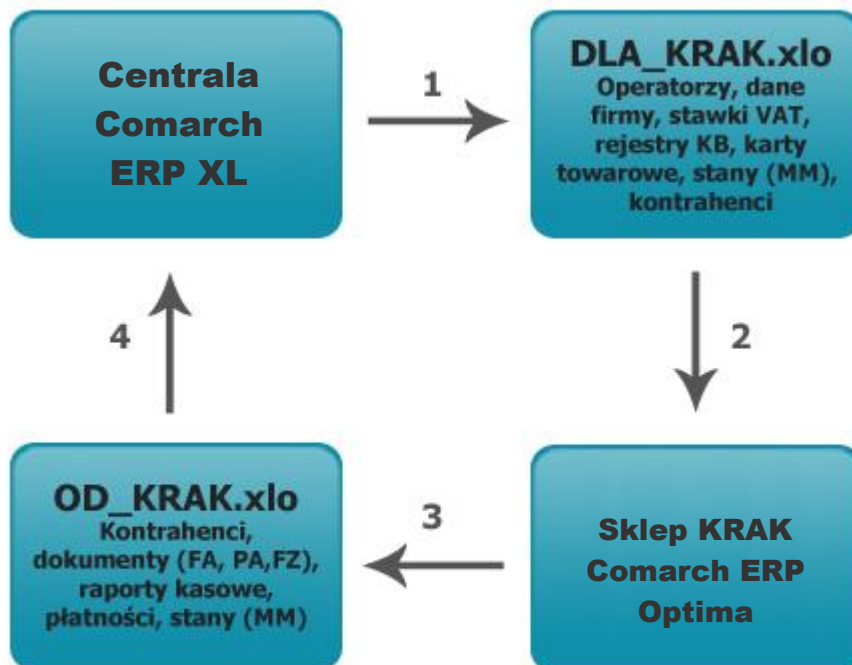 Centrala
Comarch
ERP XL
1
DLA_KRAK.xlo
Operatorzy, dane
firmy, stawki VAT,
rejestry KB, karty
towarowe, stany (MM),
kontrahenci
2
Sklep KRAK
Comarch ERP
Optima
3
OD_KRAK.xlo
Kontrahenci,
dokumenty (FA, PA,FZ),
raporty kasowe,
płatności, stany (MM)
4